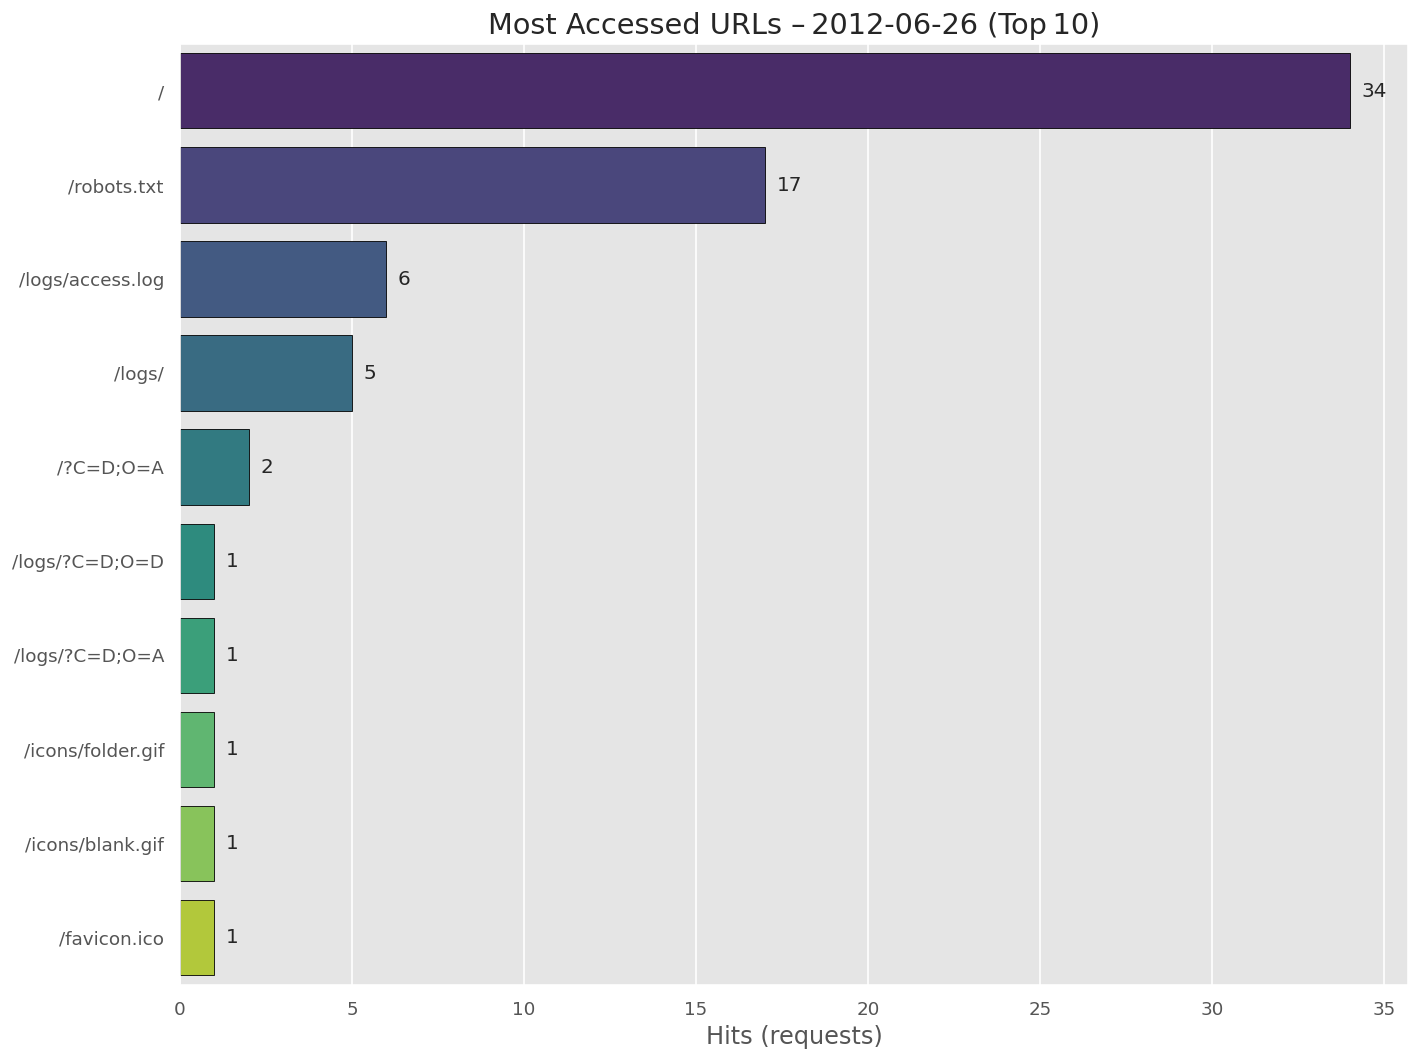 Most Accessed URLs – 2012-06-26 (Top 10)
/ 34
/robots.txt 17
/logs/access.log 6
/logs/ 5
/?C=D;O=A 2
/logs/?C=D;O=D 1
/logs/?C=D;O=A 1
/icons/folder.gif 1
/icons/blank.gif 1
/favicon.ico 1
0 5 10 15 20 25 30 35
Hits (requests)